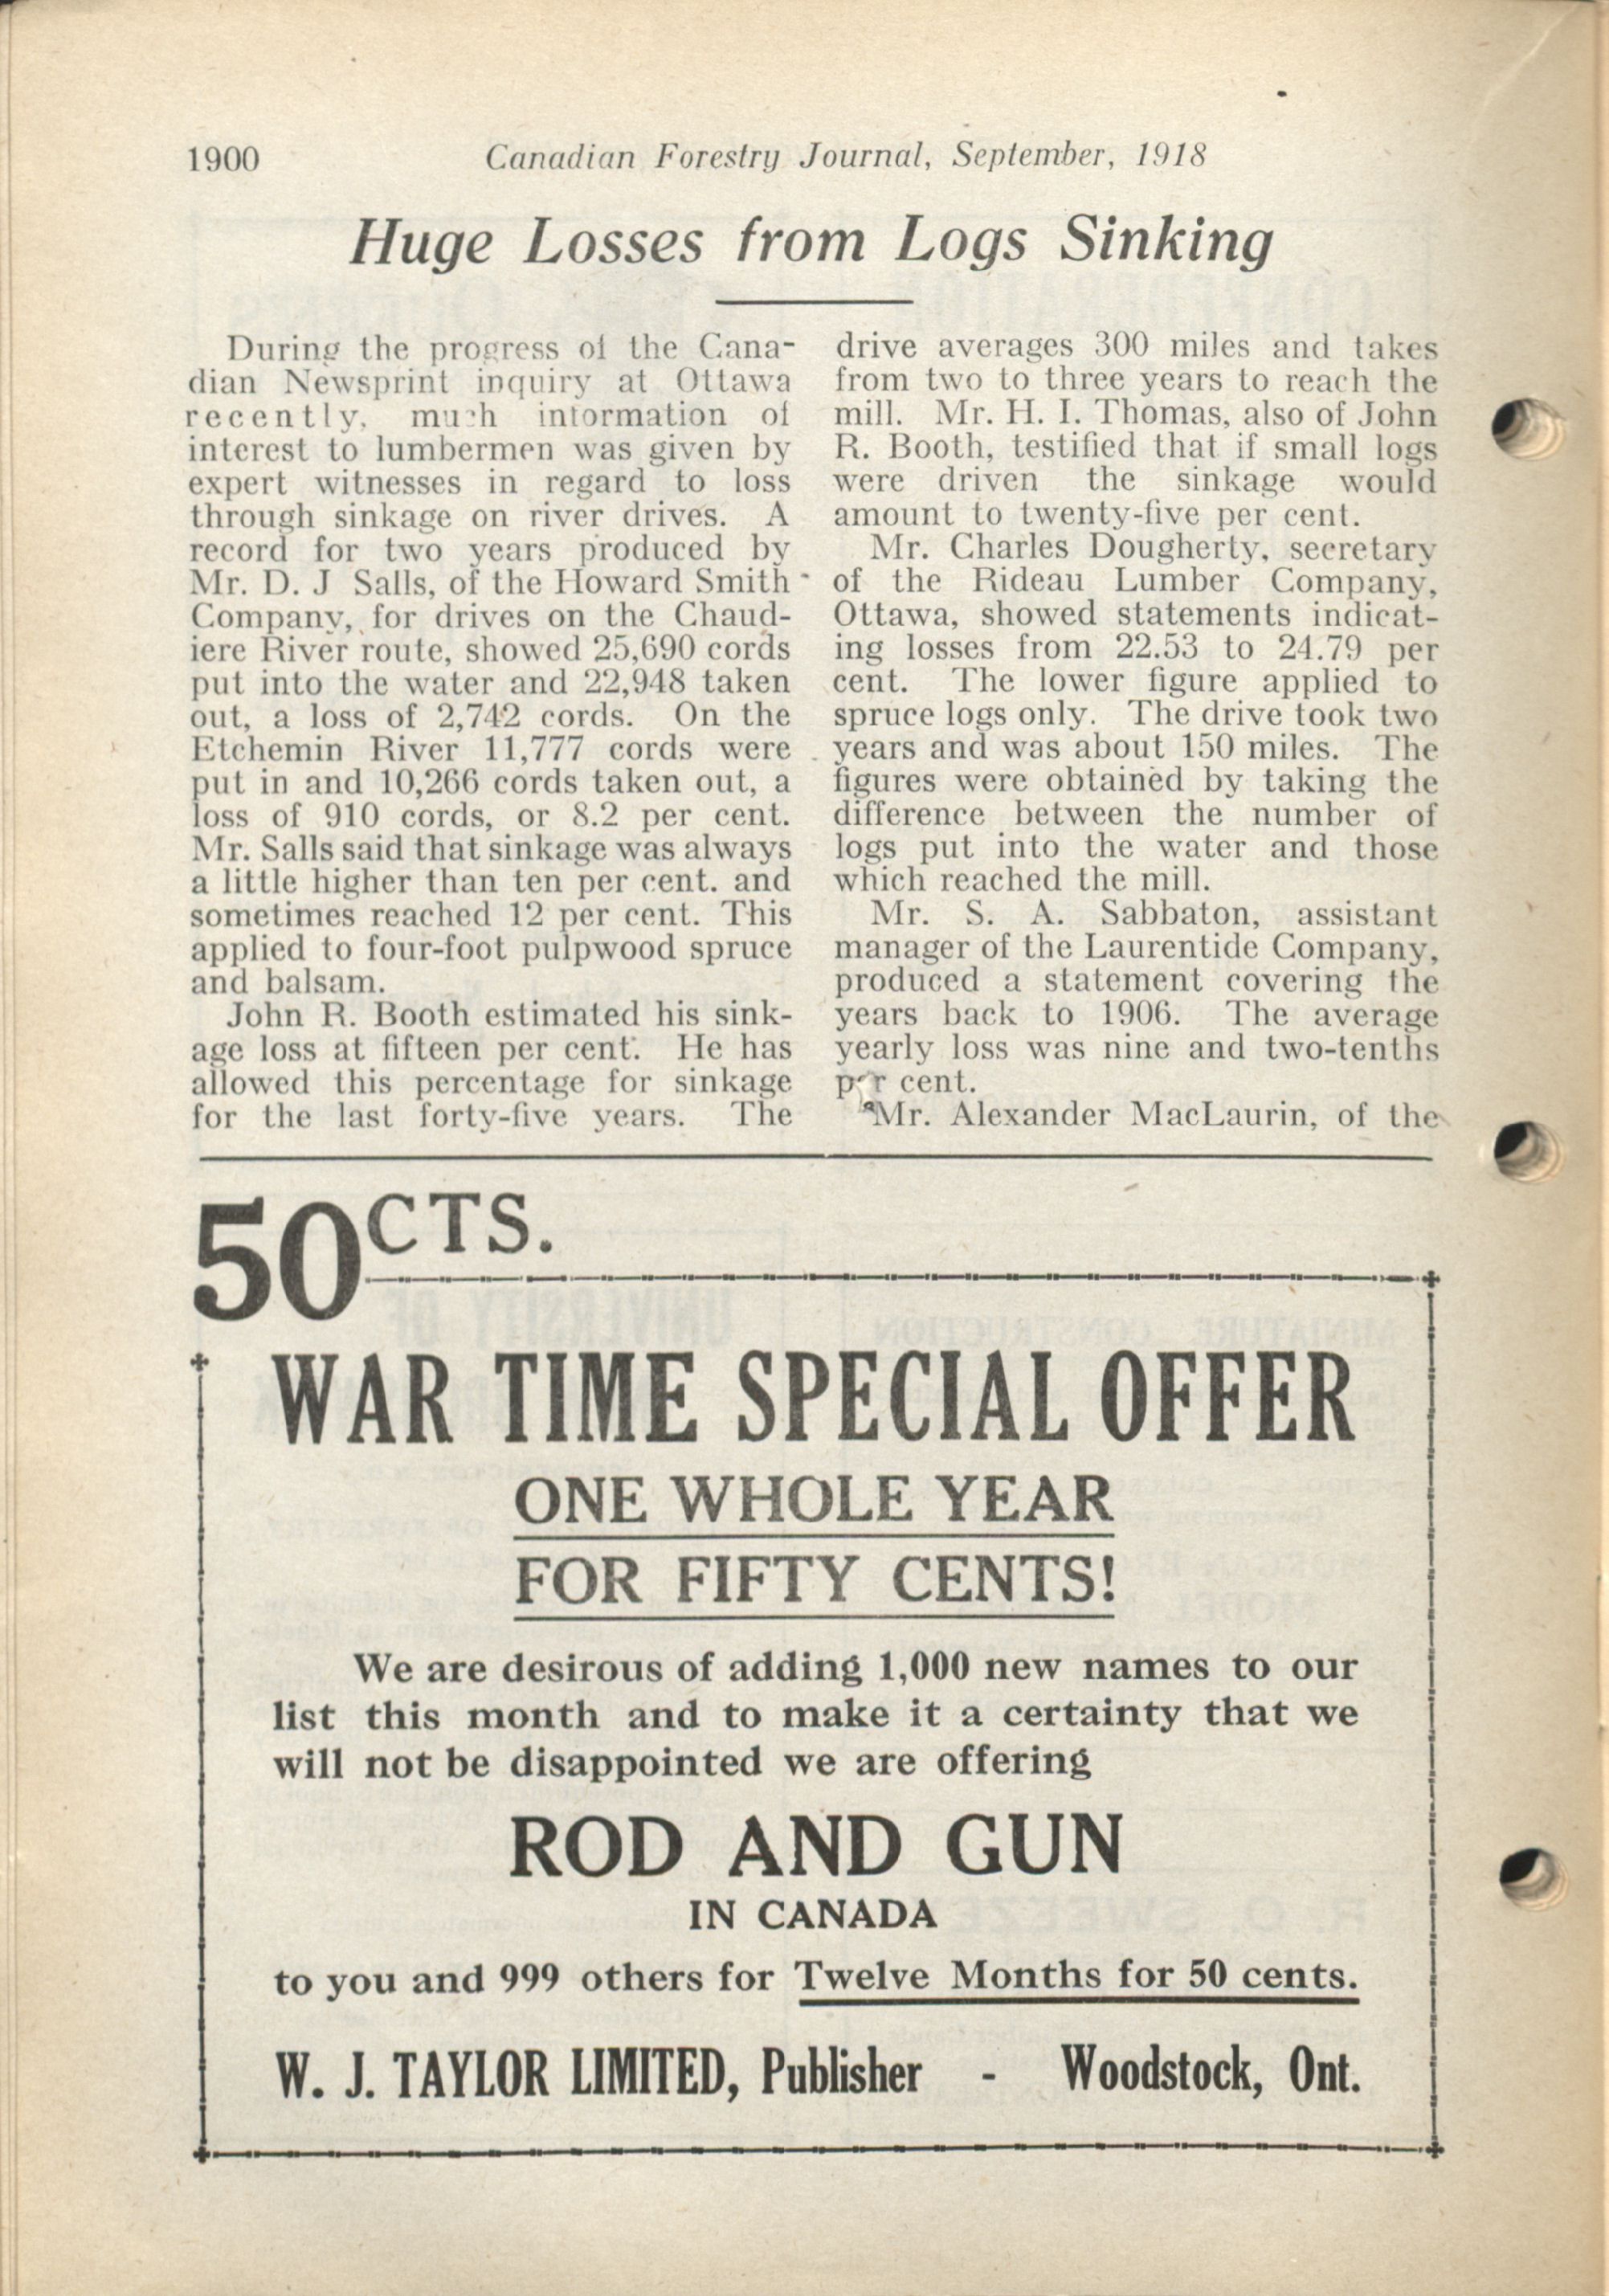 1900
Canadian Forestry Journal, September, 1918
Huge Losses from Logs Sinking
During the progress of the Cana-
dian Newsprint inquiry at Ottawa
recently, much information of
interest to lumbermen was given by
expert witnesses in regard to loss
through sinkage on river drives. A
record for two years produced by
Mr. D. J Salls, of the Howard Smith
Company, for drives on the Chaud-
iere River route, showed 25,690 cords
put into the water and 22,948 taken
out, a loss of 2,742 cords. On the
Etchemin River 11,777 cords were
put in and 10,266 cords taken out, a
loss of 910 cords, or 8.2 per cent.
Mr. Salls said that sinkage was always
a little higher than ten per cent. and
sometimes reached 12 per cent. This
applied to four-foot pulpwood spruce
and balsam.
John R. Booth estimated his sink-
age loss at fifteen per cent. He has
allowed this percentage for sinkage
for the last forty-five years. The
drive averages 300 miles and takes
from two to three years to reach the
mill. Mr. H. I. Thomas, also of John
R. Booth, testified that if small logs
were driven the sinkage would
amount to twenty-five per cent.
Mr. Charles Dougherty, secretary
of the Rideau Lumber Company,
Ottawa, showed statements indicat-
ing losses from 22.53 to 24.79 per
cent. The lower figure applied to
spruce logs only. The drive took two
years and was about 150 miles. The
figures were obtained by taking the
difference between the number of
logs put into the water and those
which reached the mill.
Mr. S. A. Sabbaton, assistant
manager of the Laurentide Company,
produced a statement covering the
years back to 1906. The average
yearly loss was nine and two-tenths
per cent.
Mr. Alexander MacLaurin, of the
50 CTS.
WAR TIME SPECIAL OFFER
ONE WHOLE YEAR
FOR FIFTY CENTS!
We are desirous of adding 1,000 new names to our
list this month and to make it a certainty that we
will not be disappointed we are offering
ROD AND GUN
IN CANADA
to you and 999 others for Twelve Months for 50 cents.
W. J. TAYLOR LIMITED, Publisher - Woodstock, Ont.